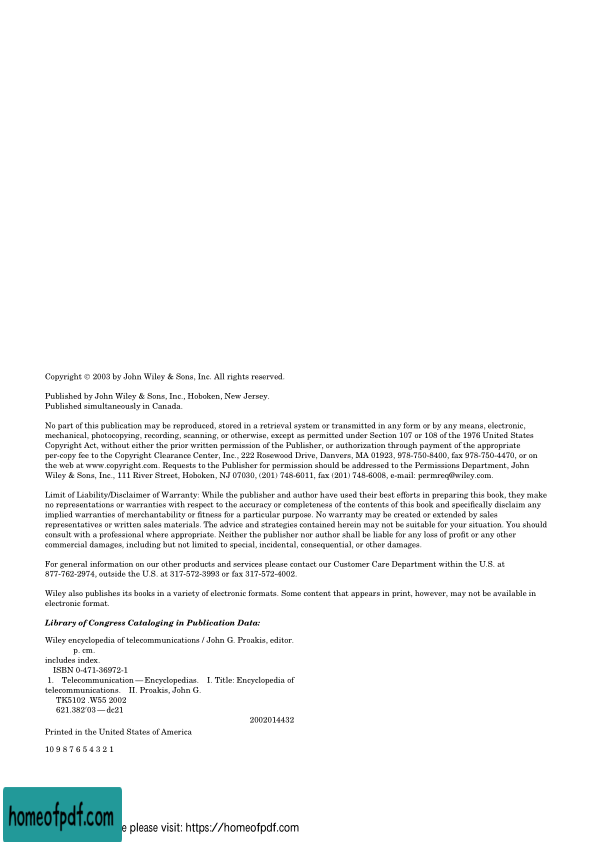 Copyright © 2003 by John Wiley & Sons, Inc. All rights reserved.
Published by John Wiley & Sons, Inc., Hoboken, New Jersey.
Published simultaneously in Canada.
No part of this publication may be reproduced, stored in a retrieval system or transmitted in any form or by any means, electronic,
mechanical, photocopying, recording, scanning, or otherwise, except as permitted under Section 107 or 108 of the 1976 United States
Copyright Act, without either the prior written permission of the Publisher, or authorization through payment of the appropriate
per-copy fee to the Copyright Clearance Center, Inc., 222 Rosewood Drive, Danvers, MA 01923, 978-750-8400, fax 978-750-4470, or on
the web at www.copyright.com. Requests to the Publisher for permission should be addressed to the Permissions Department, John
Wiley & Sons, Inc., 111 River Street, Hoboken, NJ 07030, (201) 748-6011, fax (201) 748-6008, e-mail: permreq@wiley.com.
Limit of Liability/Disclaimer of Warranty: While the publisher and author have used their best efforts in preparing this book, they make
no representations or warranties with respect to the accuracy or completeness of the contents of this book and specifically disclaim any
implied warranties of merchantability or fitness for a particular purpose. No warranty may be created or extended by sales
representatives or written sales materials. The advice and strategies contained herein may not be suitable for your situation. You should
consult with a professional where appropriate. Neither the publisher nor author shall be liable for any loss of profit or any other
commercial damages, including but not limited to special, incidental, consequential, or other damages.
For general information on our other products and services please contact our Customer Care Department within the U.S. at
877-762-2974, outside the U.S. at 317-572-3993 or fax 317-572-4002.
Wiley also publishes its books in a variety of electronic formats. Some content that appears in print, however, may not be available in
electronic format.
Library of Congress Cataloging in Publication Data:
Wiley encyclopedia of telecommunications / John G. Proakis, editor.
p. cm.
includes index.
ISBN 0-471-36972-1
1. Telecommunication — Encyclopedias. I. Title: Encyclopedia of
telecommunications. II. Proakis, John G.
TK5102 .W55 2002
621.382'03 — dc21
2002014432
Printed in the United States of America
10 9 8 7 6 5 4 3 2 1
homeofpdf.com
e please visit: https://homeofpdf.com